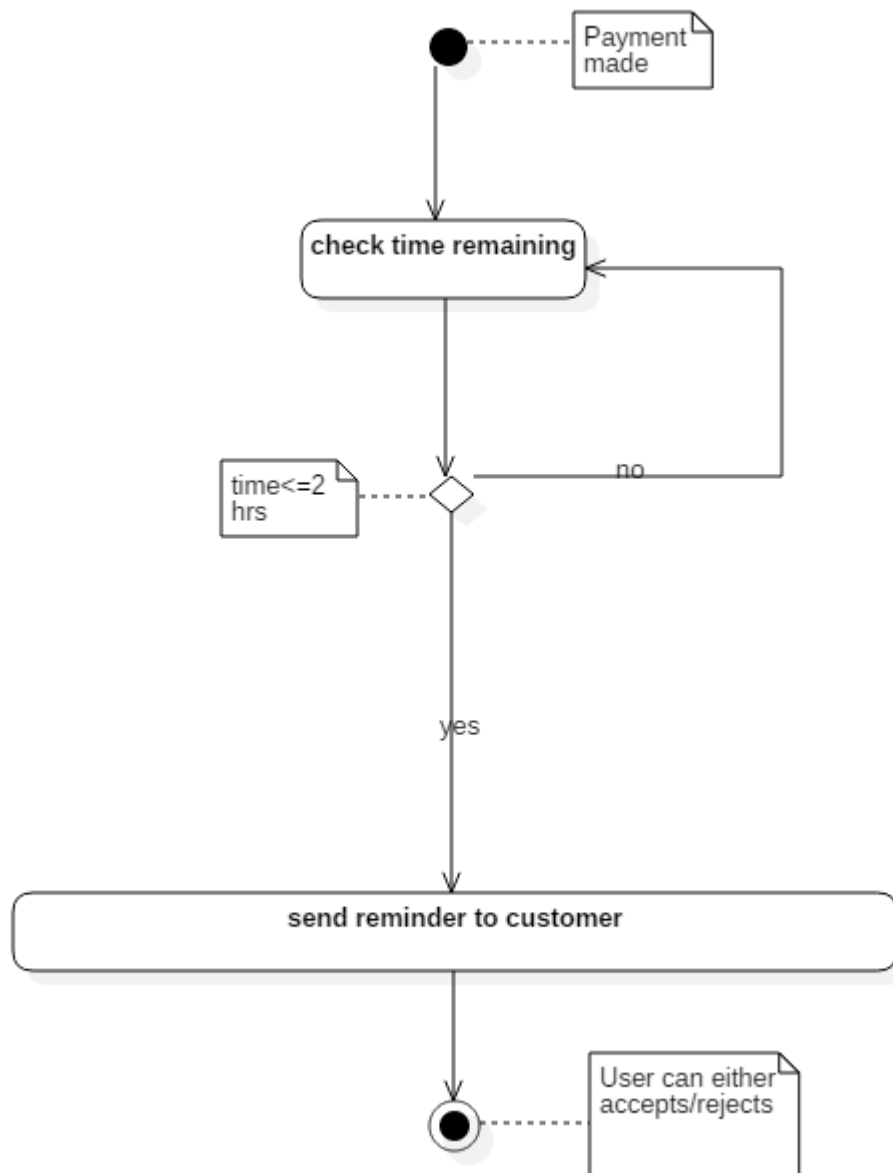 Payment
made
check time remaining
time<=2
hrs
no
yes
send reminder to customer
User can either
accepts/rejects